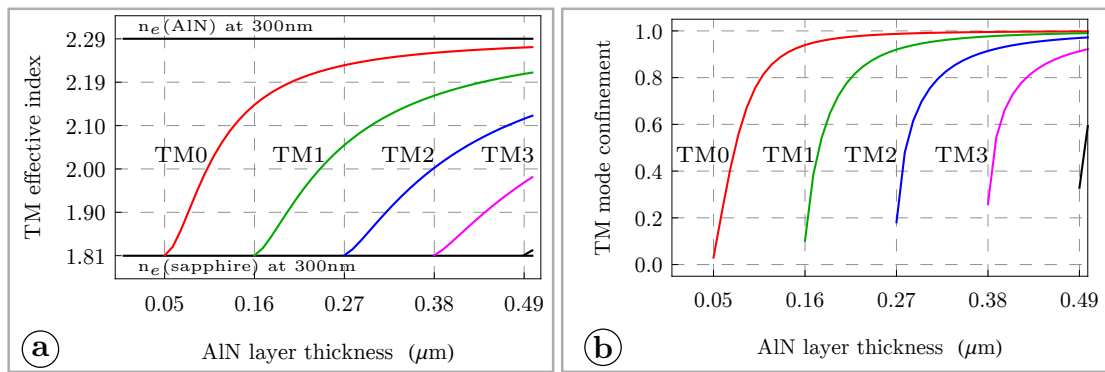 n_e(AlN) at 300nm
2.29
2.19
2.10
2.00
1.90
1.81
TM effective index
TM0
TM1
TM2
TM3
n_e(sapphire) at 300nm
0.05
0.16
0.27
0.38
0.49
AlN layer thickness (μm)
a
1.0
0.8
0.6
0.4
0.2
0.0
TM mode confinement
TM0
TM1
TM2
TM3
0.05
0.16
0.27
0.38
0.49
AlN layer thickness (μm)
b